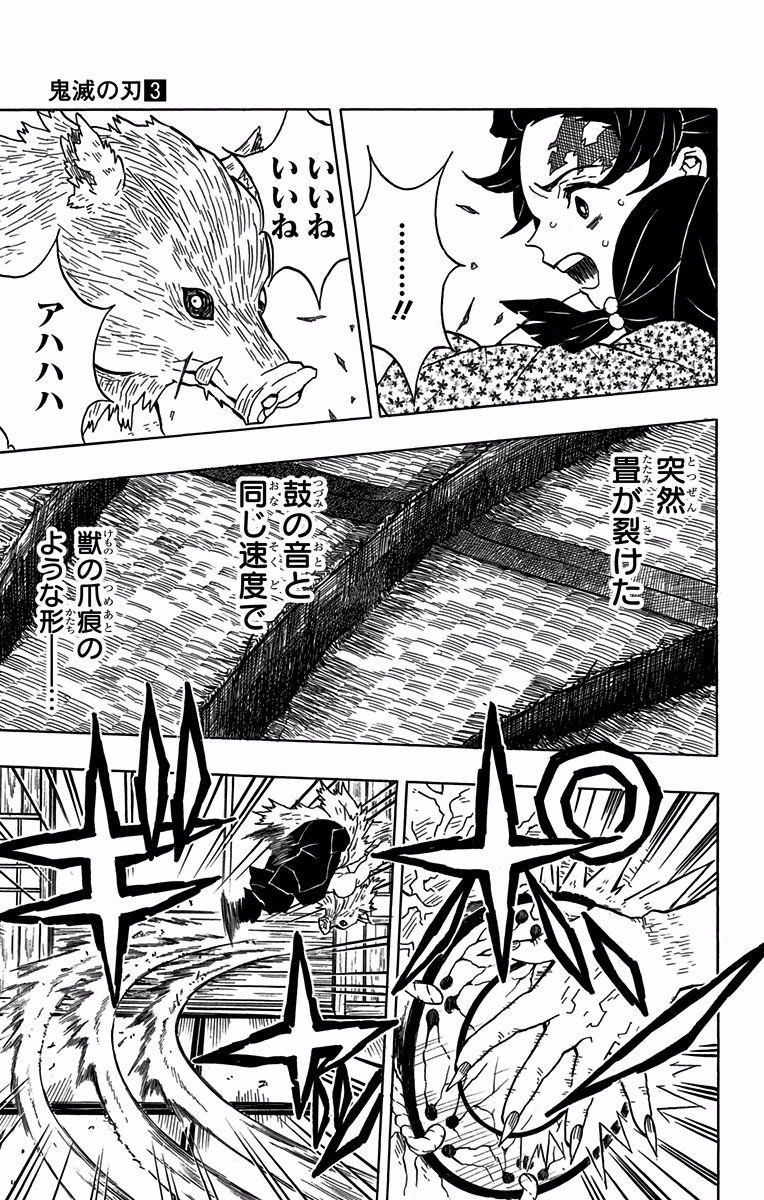 鬼滅の刃3
……!!
いいね
いいね
アハハハ
突然
畳が裂けた
鼓の音と
同じ速度で
獣の爪痕の
ような形──…